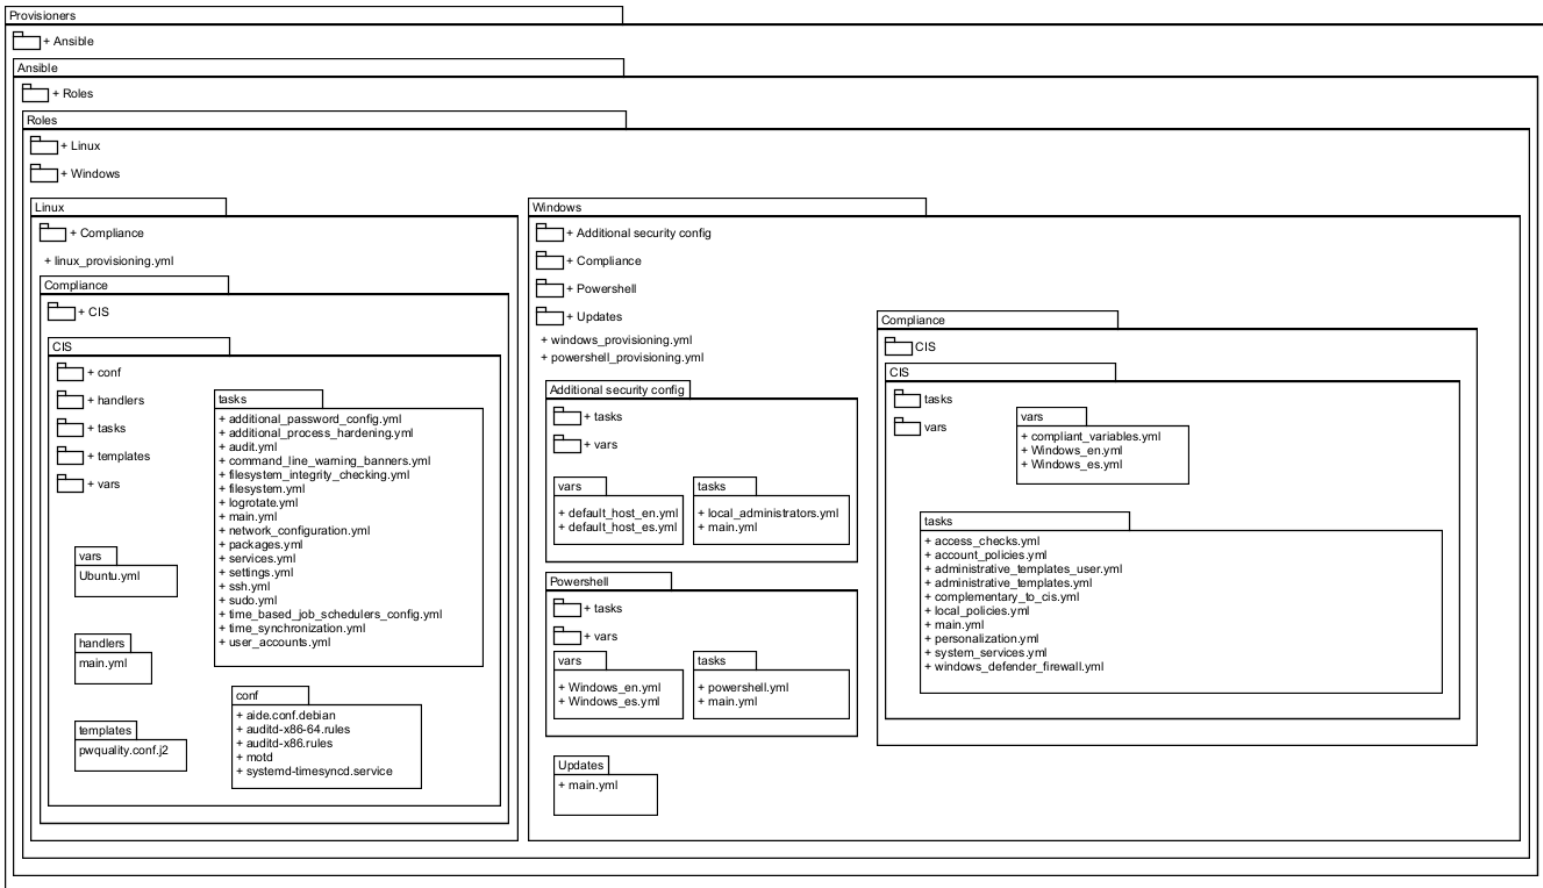 Provisioners
+ Ansible
Ansible
+ Roles
Roles
+ Linux
+ Windows
Linux
+ Compliance
+ linux_provisioning.yml
Compliance
+ CIS
CIS
+ conf
+ handlers
+ tasks
+ templates
+ vars
vars
Ubuntu.yml
handlers
main.yml
templates
pwquality.conf.j2
tasks
+ additional_password_config.yml
+ additional_process_hardening.yml
+ audit.yml
+ command_line_warning_banners.yml
+ filesystem_integrity_checking.yml
+ filesystem.yml
+ logrotate.yml
+ main.yml
+ network_configuration.yml
+ packages.yml
+ services.yml
+ settings.yml
+ ssh.yml
+ sudo.yml
+ time_based_job_schedulers_config.yml
+ time_synchronization.yml
+ user_accounts.yml
conf
+ aide.conf.debian
+ auditd-x86-64.rules
+ auditd-x86.rules
+ motd
+ systemd-timesyncd.service
Windows
+ Additional security config
+ Compliance
+ Powershell
+ Updates
+ windows_provisioning.yml
+ powershell_provisioning.yml
Additional security config
+ tasks
+ vars
vars
+ default_host_en.yml
+ default_host_es.yml
tasks
+ local_administrators.yml
+ main.yml
Powershell
+ tasks
+ vars
vars
+ Windows_en.yml
+ Windows_es.yml
tasks
+ powershell.yml
+ main.yml
Updates
+ main.yml
Compliance
CIS
CIS
tasks
vars
vars
+ compliant_variables.yml
+ Windows_en.yml
+ Windows_es.yml
tasks
+ access_checks.yml
+ account_policies.yml
+ administrative_templates_user.yml
+ administrative_templates.yml
+ complementary_to_cis.yml
+ local_policies.yml
+ main.yml
+ personalization.yml
+ system_services.yml
+ windows_defender_firewall.yml